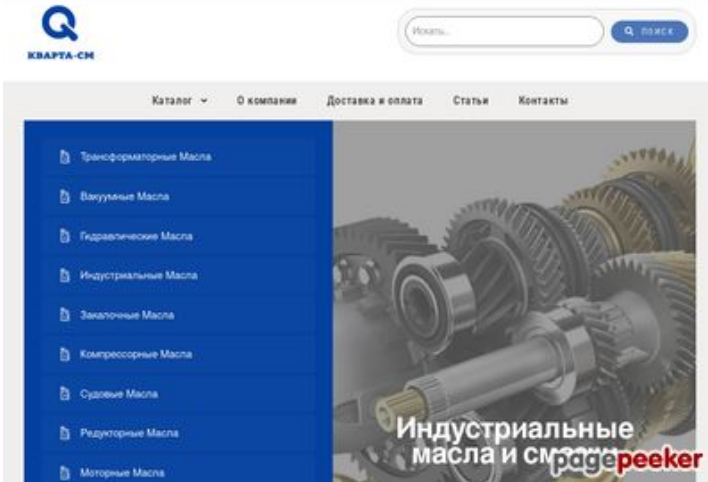 КВАРТА-СМ
Искать...
ПОИСК
Каталог
О компании
Доставка и оплата
Статьи
Контакты
Трансформаторные Масла
Вакуумные Масла
Гидравлические Масла
Индустриальные Масла
Закалочные Масла
Компрессорные Масла
Судовые Масла
Редукторные Масла
Моторные Масла
Индустриальные
масла и
pagepeeker